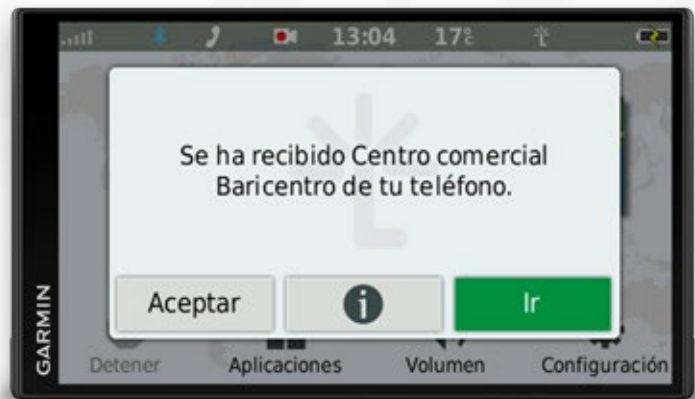 13:04 17°
Se ha recibido Centro comercial
Baricentro de tu teléfono.
Aceptar i Ir
Detener Aplicaciones Volumen Configuración
GARMIN